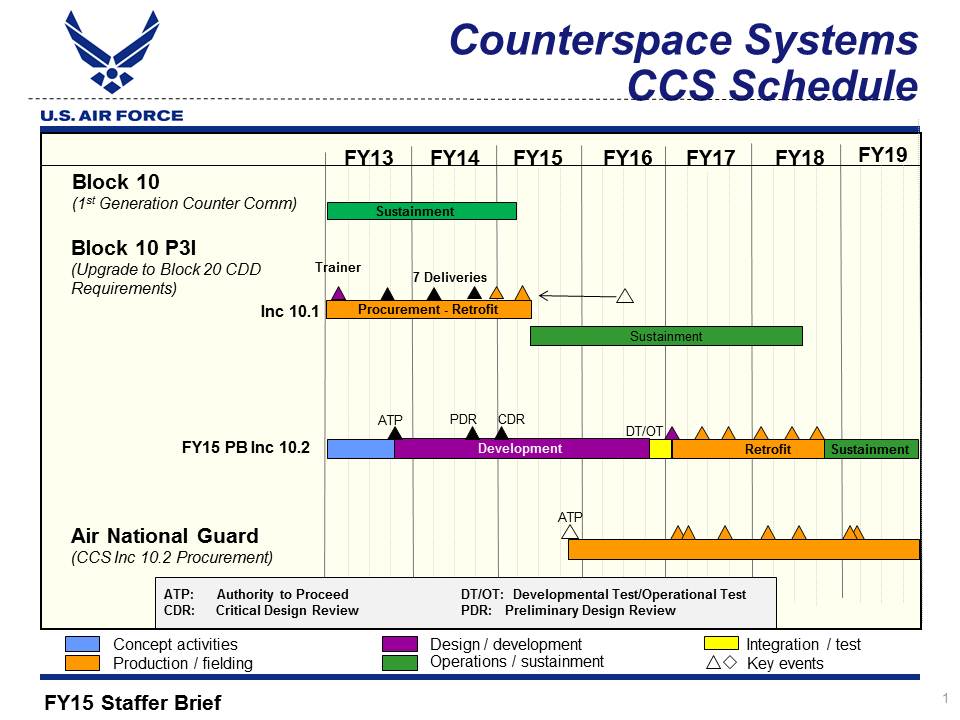 Counterspace Systems
CCS Schedule
U.S. AIR FORCE
FY13 FY14 FY15 FY16 FY17 FY18 FY19
Block 10
(1st Generation Counter Comm)
Sustainment
Block 10 P3I
(Upgrade to Block 20 CDD
Requirements)
Trainer
7 Deliveries
Inc 10.1
Procurement - Retrofit
Sustainment
ATP PDR CDR
DT/OT
FY15 PB Inc 10.2
Development Retrofit Sustainment
ATP
Air National Guard
(CCS Inc 10.2 Procurement)
ATP: Authority to Proceed DT/OT: Developmental Test/Operational Test
CDR: Critical Design Review PDR: Preliminary Design Review
Concept activities Design / development Integration / test
Production / fielding Operations / sustainment Key events
FY15 Staffer Brief
1